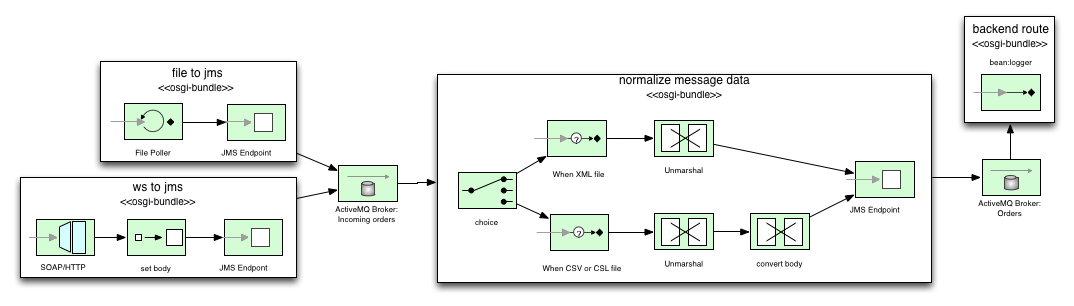 file to jms
<<osgi-bundle>>
File Poller
JMS Endpoint
ws to jms
<<osgi-bundle>>
SOAP/HTTP
set body
JMS Endpont
ActiveMQ Broker:
Incoming orders
normalize message data
<<osgi-bundle>>
choice
?
When XML file
Unmarshal
?
When CSV or CSL file
Unmarshal
convert body
JMS Endpoint
ActiveMQ Broker:
Orders
backend route
<<osgi-bundle>>
bean:logger